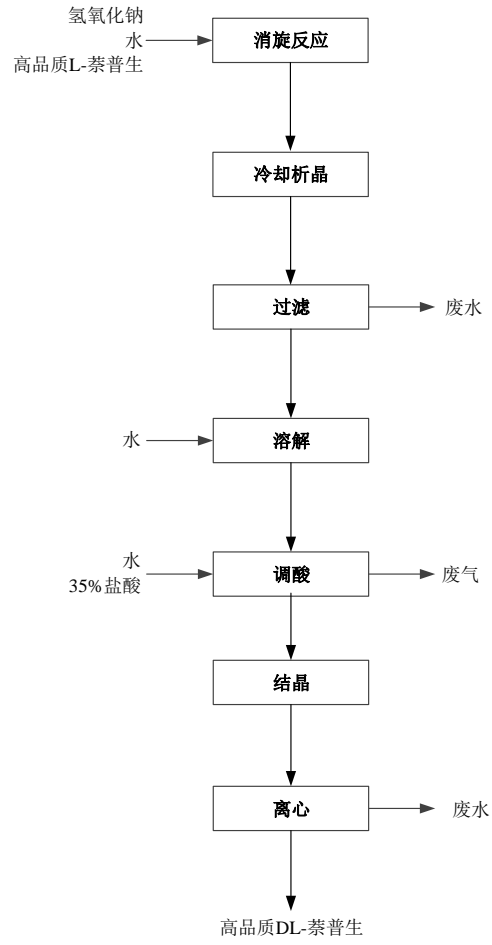 氢氧化钠
水
高品质L-萘普生
消旋反应
冷却析晶
过滤
废水
水
溶解
水
35%盐酸
调酸
废气
结晶
离心
废水
高品质DL-萘普生